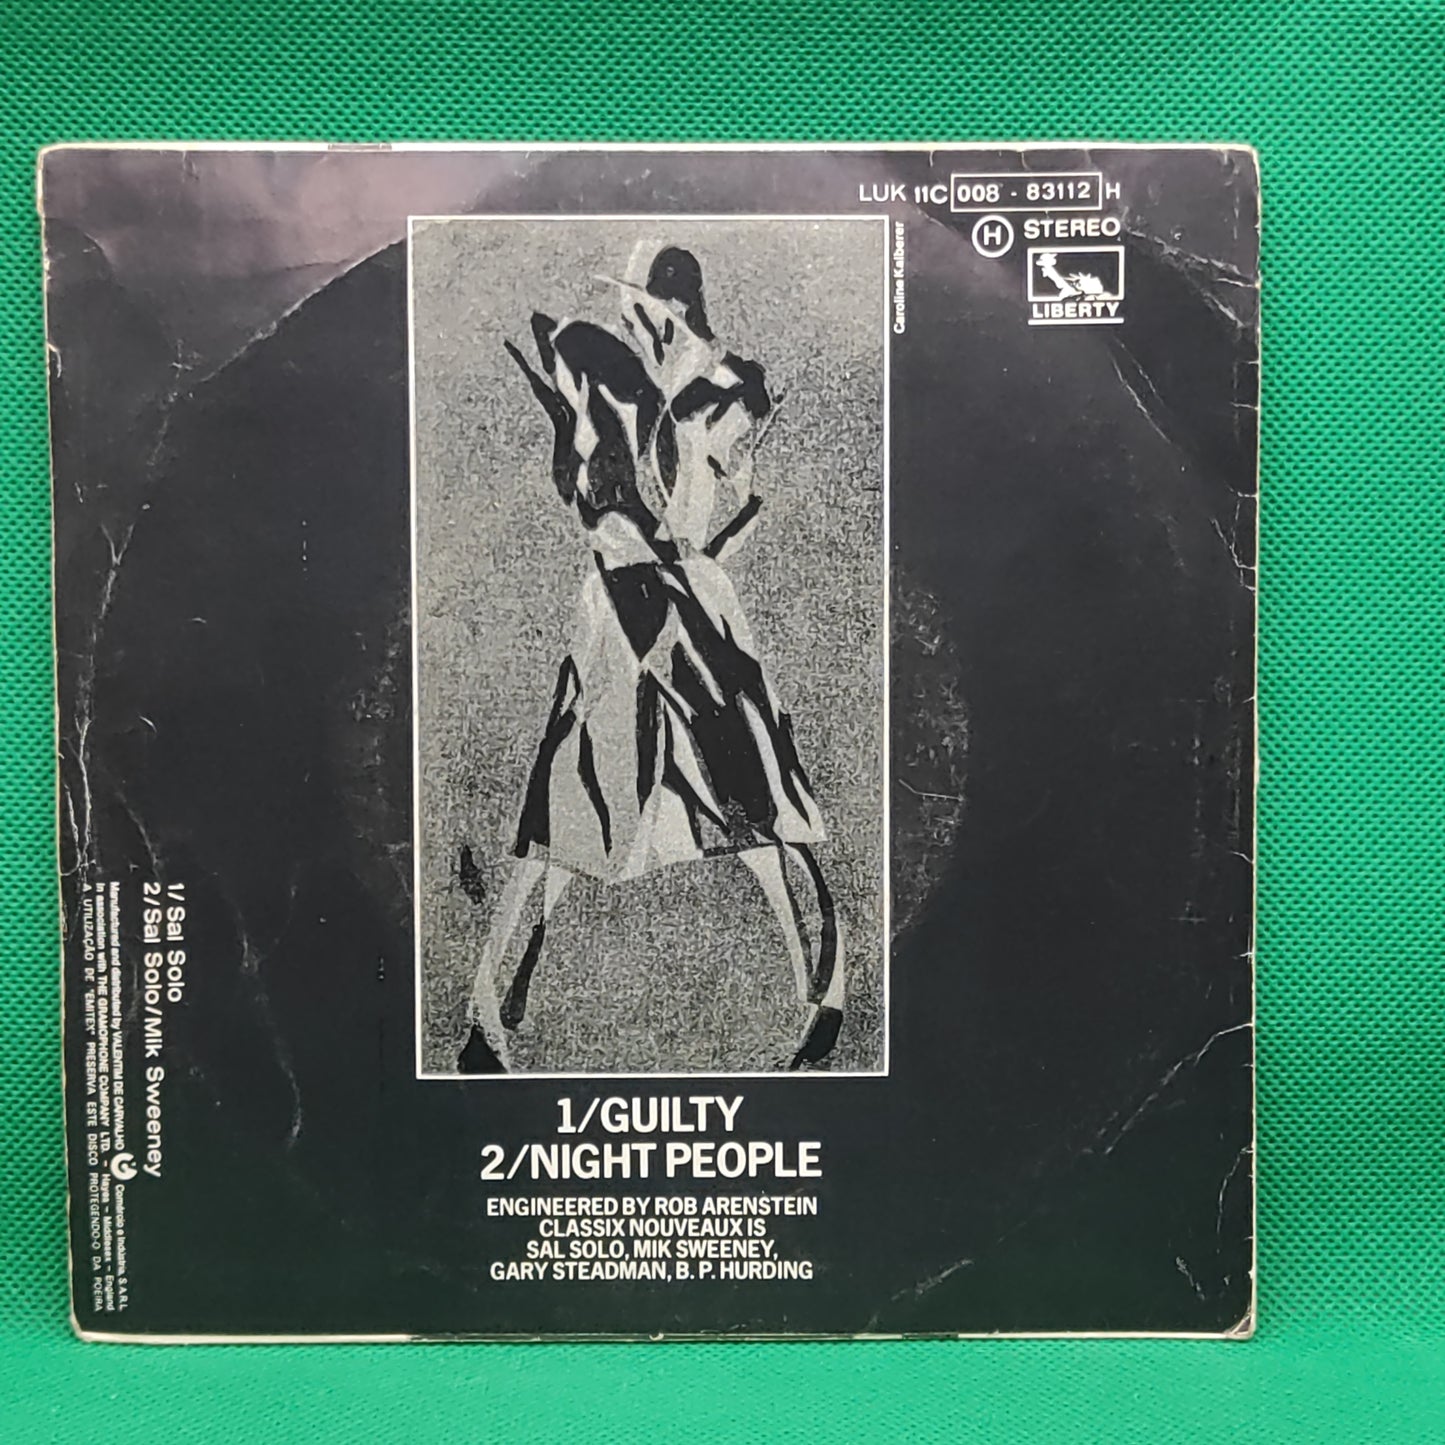 LUK 11C 008 - 83112 H
H STEREO
LIBERTY
Caroline Kalberer
1/GUILTY
2/NIGHT PEOPLE
ENGINEERED BY ROB ARENSTEIN
CLASSIX NOUVEAUX IS
SAL SOLO, MIK SWEENEY,
GARY STEADMAN, B. P. HURDING
1/Sal Solo
2/Sal Solo/Mik Sweeney
Manufactured and distributed by VALENTIM DE CARVALHO Comércio e Indústria, S.A.R.L.
In association with THE GRAMOPHONE COMPANY LTD. – Hayes – Middlesex – England
A UTILIZAÇÃO DE "EMITEX" PRESERVA ESTE DISCO PROTEGENDO-O DA POEIRA